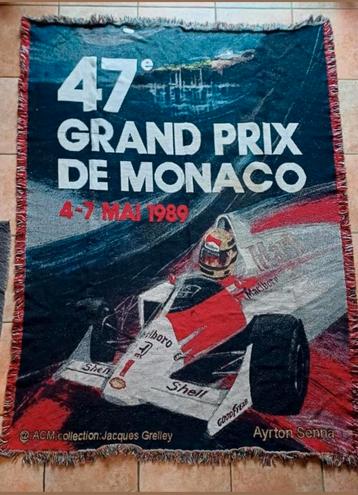 47e
GRAND PRIX
DE MONACO
4-7 MAI 1989
Marlboro
Marlboro
Shell
Shell
GOODYEAR
@ ACM.collection:Jacques Grelley
Ayrton Senna